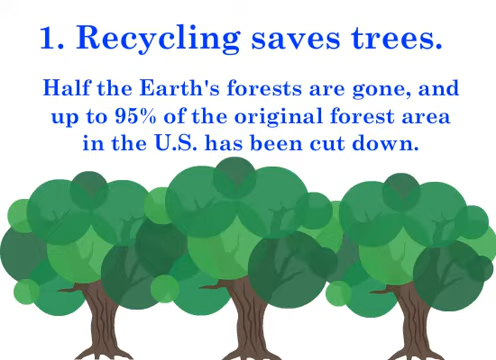 1. Recycling saves trees.
Half the Earth's forests are gone, and
up to 95% of the original forest area
in the U.S. has been cut down.